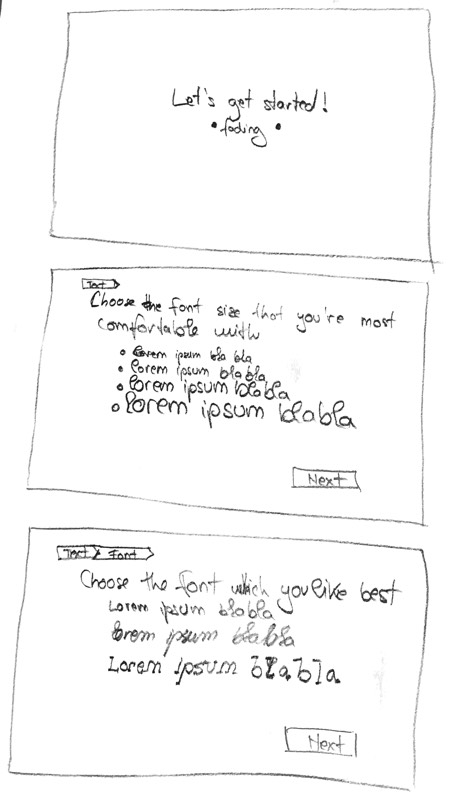 Let's get started!
• fading •
Text
Choose the font size that you're most
comfortable with
lorem ipsum bla bla
lorem ipsum blabla
lorem ipsum blabla
lorem ipsum blabla
Next
Text Font
Choose the font which you like best
Lorem ipsum blabla
lorem ipsum blabla
Lorem ipsum blabla
Next